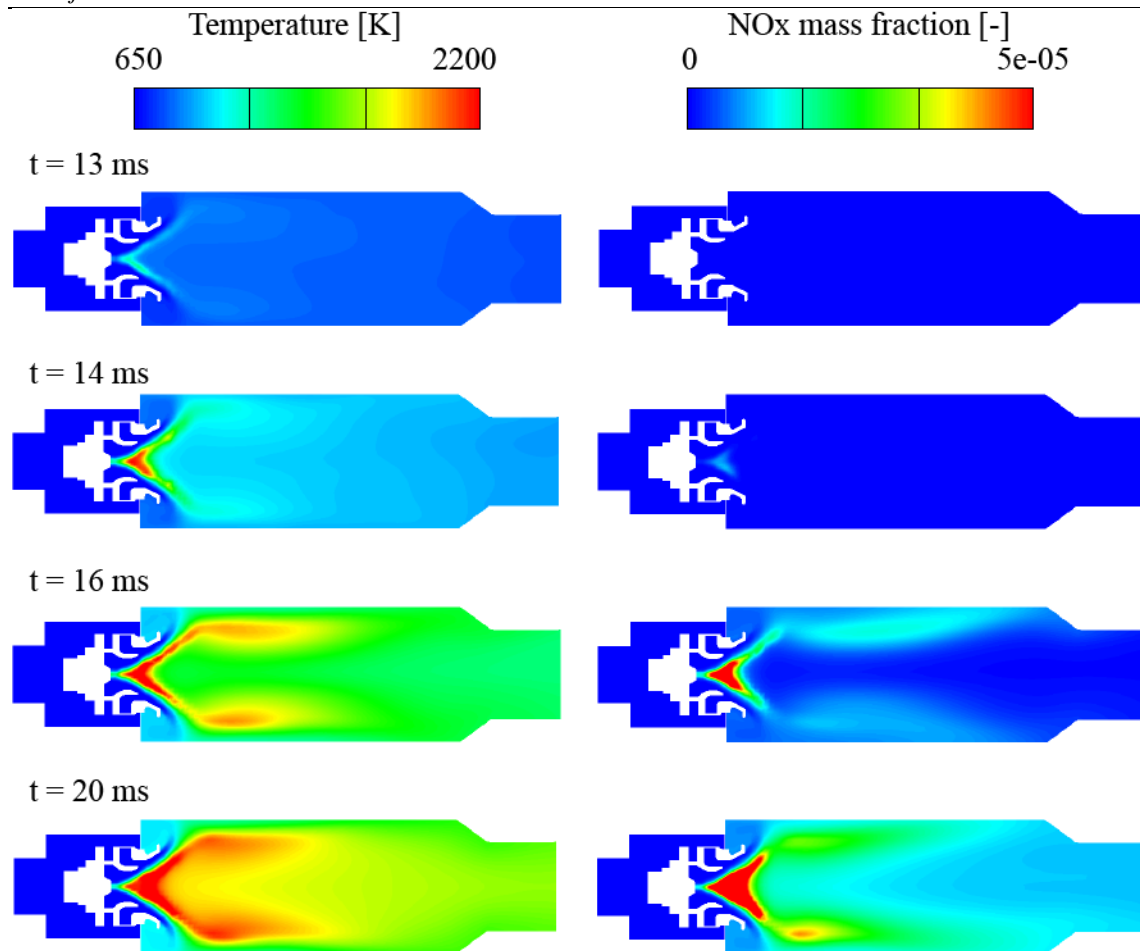 Temperature [K]
NOx mass fraction [-]
650
2200
0
5e-05
t = 13 ms
t = 14 ms
t = 16 ms
t = 20 ms